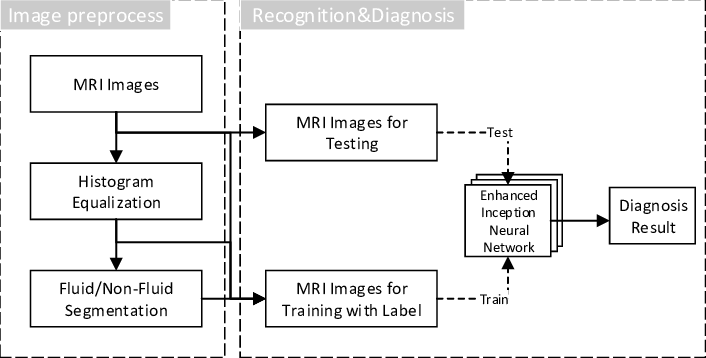 Image preprocess
Recognition&Diagnosis
MRI Images
MRI Images for
Testing
Test
Histogram
Equalization
Enhanced
Inception
Neural
Network
Diagnosis
Result
Fluid/Non-Fluid
Segmentation
MRI Images for
Training with Label
Train